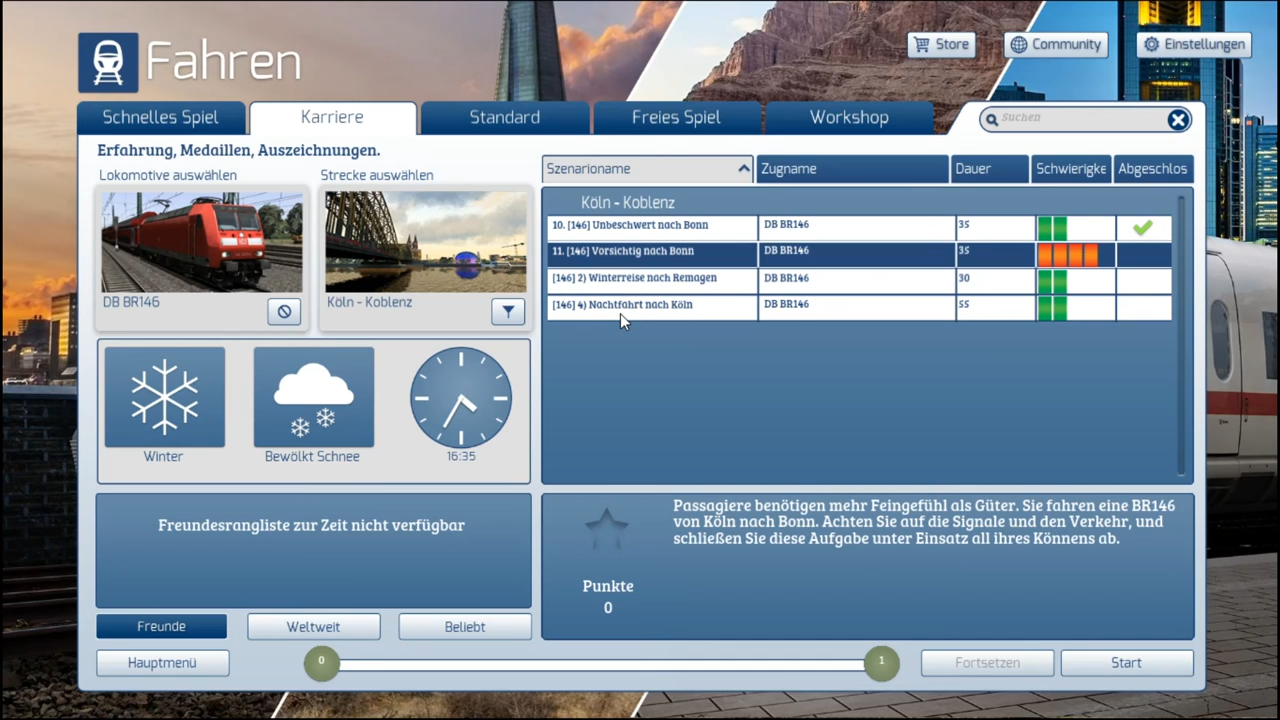 Fahren
Store
Community
Einstellungen
Schnelles Spiel
Karriere
Standard
Freies Spiel
Workshop
Suchen
Erfahrung, Medaillen, Auszeichnungen.
Lokomotive auswählen
Strecke auswählen
DB BR146
Köln - Koblenz
Szenarioname
Zugname
Dauer
Schwierigke
Abgeschlos
Köln - Koblenz
10. [146] Unbeschwert nach Bonn DB BR146 35
11. [146] Vorsichtig nach Bonn DB BR146 35
[146] 2) Winterreise nach Remagen DB BR146 30
[146] 4) Nachtfahrt nach Köln DB BR146 55
Winter
Bewölkt Schnee
16:35
Freundesrangliste zur Zeit nicht verfügbar
Punkte
0
Passagiere benötigen mehr Feingefühl als Güter. Sie fahren eine BR146
von Köln nach Bonn. Achten Sie auf die Signale und den Verkehr, und
schließen Sie diese Aufgabe unter Einsatz all ihres Könnens ab.
Freunde
Weltweit
Beliebt
Hauptmenü
0
1
Fortsetzen
Start